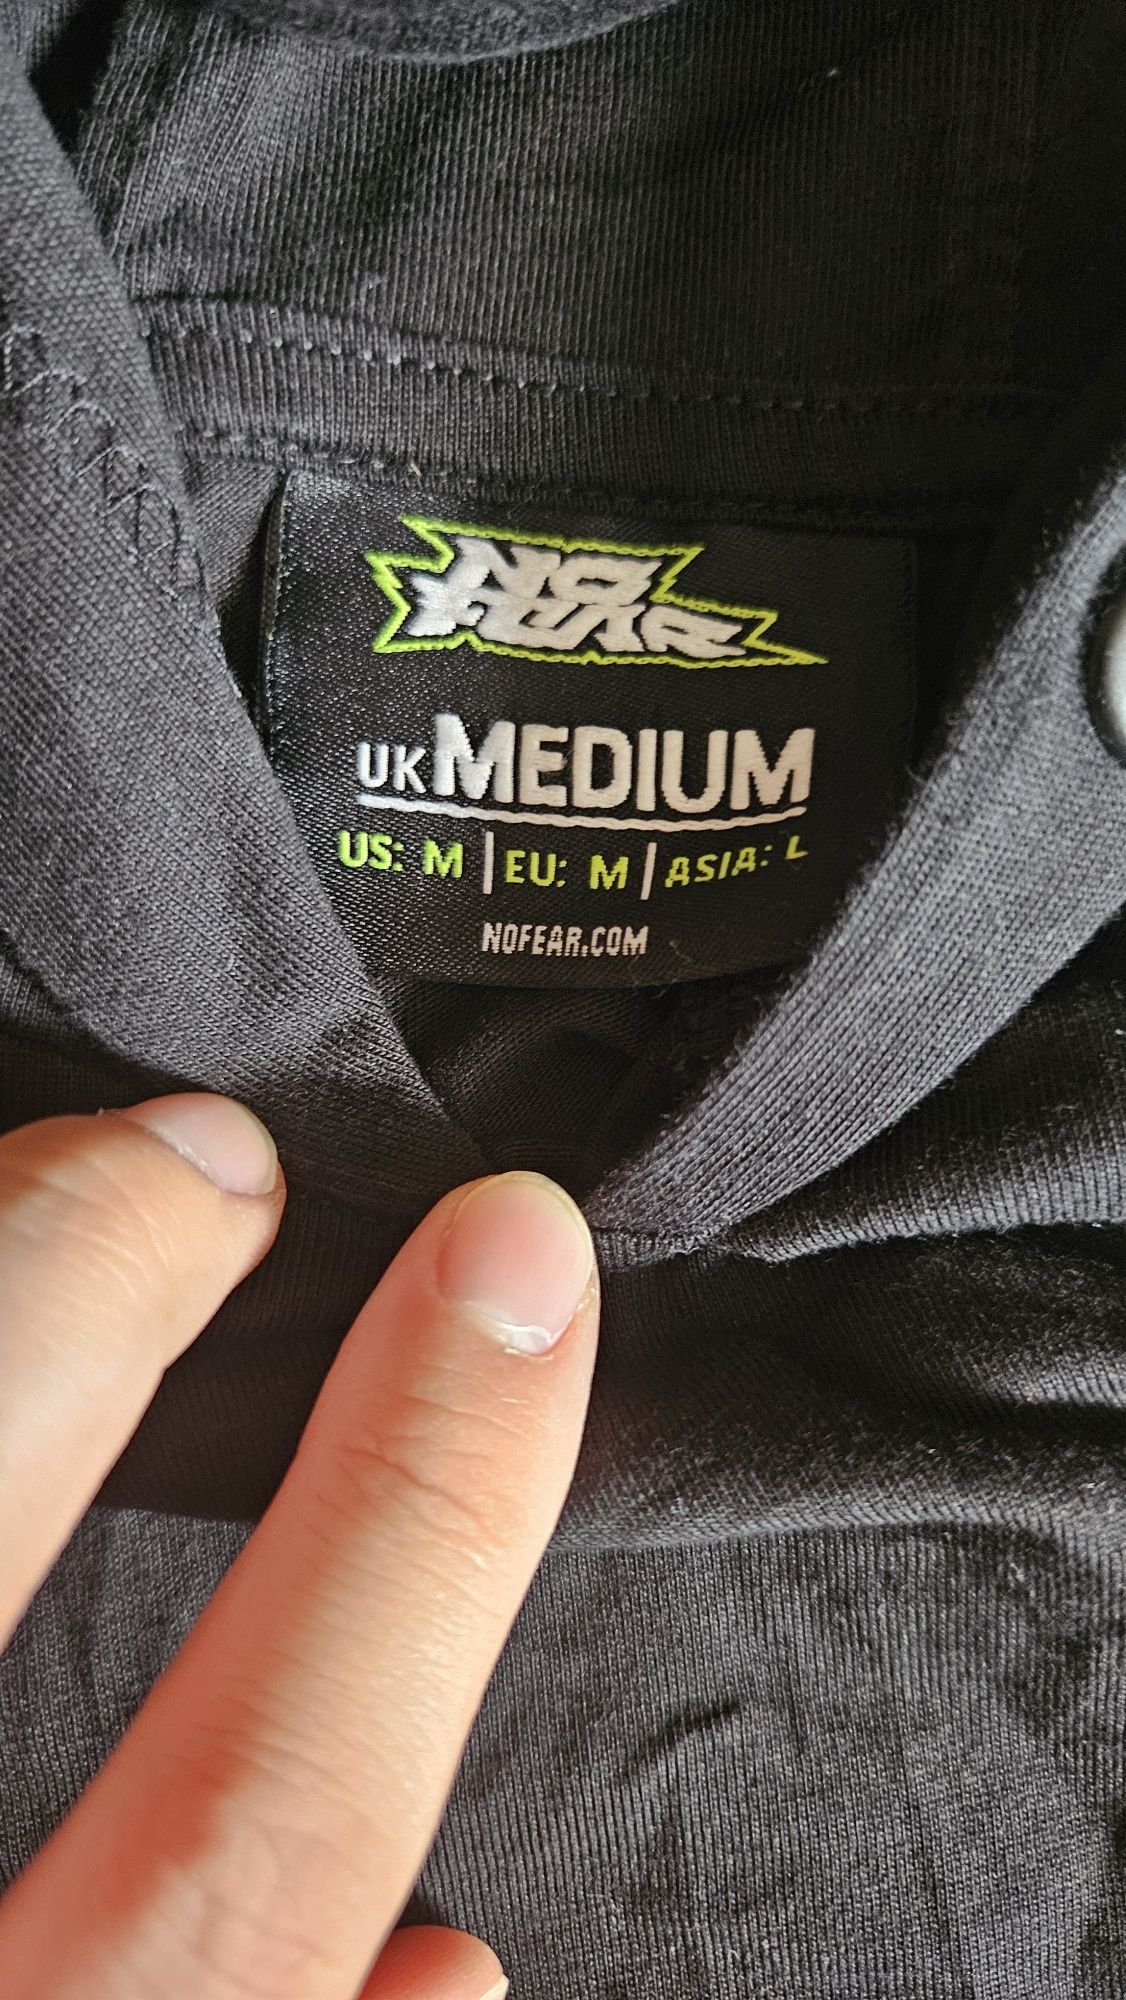 NO
FEAR
UK MEDIUM
US: M | EU: M | ASIA: L
NOFEAR.COM